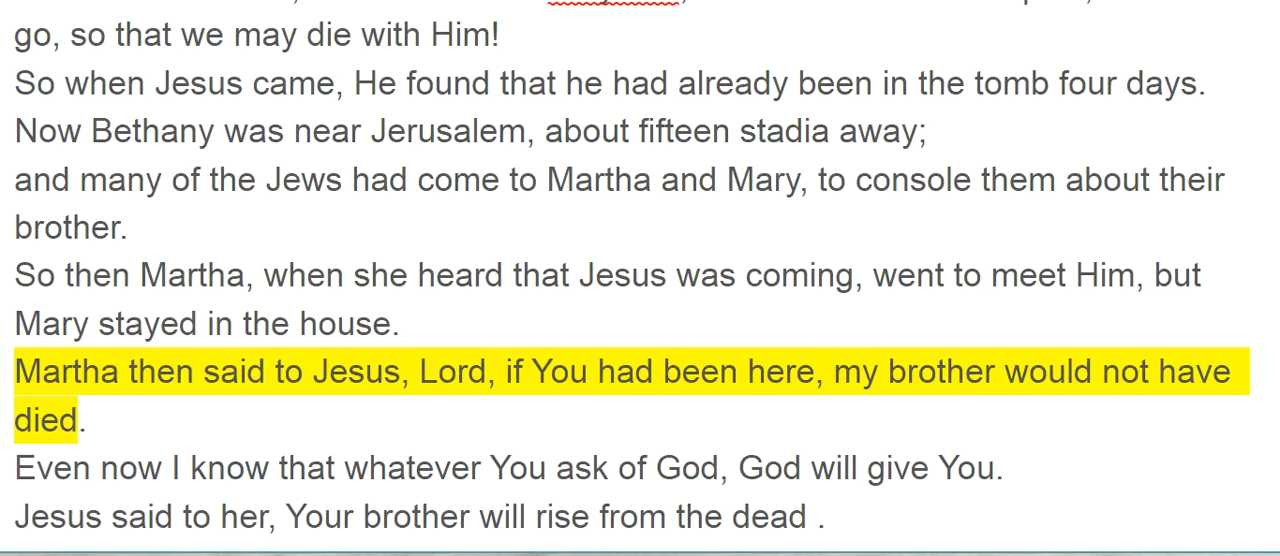 go, so that we may die with Him!
So when Jesus came, He found that he had already been in the tomb four days.
Now Bethany was near Jerusalem, about fifteen stadia away;
and many of the Jews had come to Martha and Mary, to console them about their
brother.
So then Martha, when she heard that Jesus was coming, went to meet Him, but
Mary stayed in the house.
Martha then said to Jesus, Lord, if You had been here, my brother would not have
died.
Even now I know that whatever You ask of God, God will give You.
Jesus said to her, Your brother will rise from the dead .